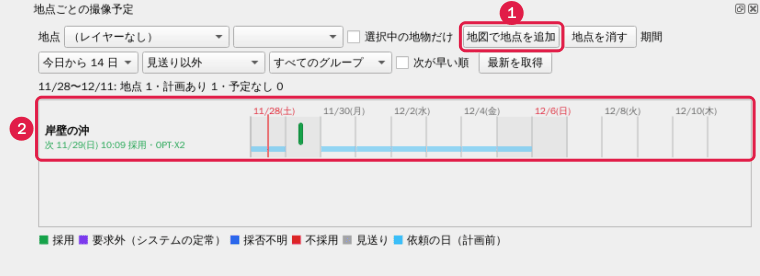 地点ごとの撮像予定
1
地点 （レイヤーなし） 選択中の地物だけ 地図で地点を追加 地点を消す 期間
今日から 14 日 見送り以外 すべてのグループ 次が早い順 最新を取得
11/28〜12/11: 地点 1・計画あり 1・予定なし 0
11/28(土) 11/30(月) 12/2(水) 12/4(金) 12/6(日) 12/8(火) 12/10(木)
2
岸壁の沖
次 11/29(日) 10:09 採用・OPT-X2
採用 要求外（システムの定常） 採否不明 不採用 見送り 依頼の日（計画前）